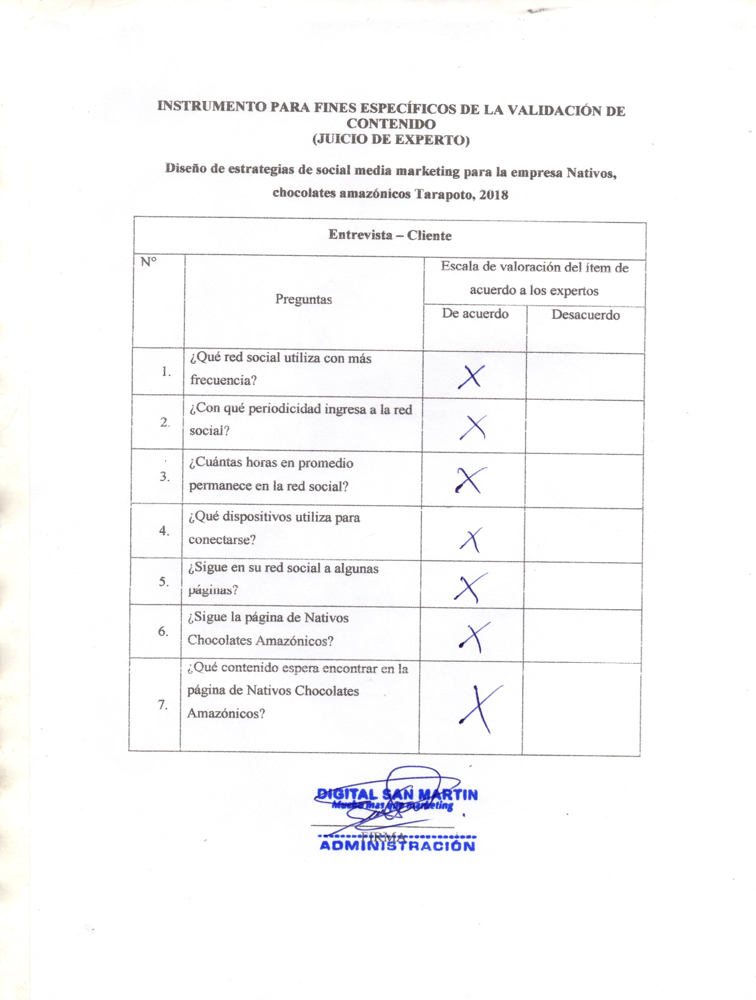 INSTRUMENTO PARA FINES ESPECÍFICOS DE LA VALIDACIÓN DE
CONTENIDO
(JUICIO DE EXPERTO)
Diseño de estrategias de social media marketing para la empresa Nativos,
chocolates amazónicos Tarapoto, 2018
Entrevista – Cliente
N°
Preguntas
Escala de valoración del ítem de
acuerdo a los expertos
De acuerdo
Desacuerdo
1.
¿Qué red social utiliza con más
frecuencia?
X
2.
¿Con qué periodicidad ingresa a la red
social?
X
3.
¿Cuántas horas en promedio
permanece en la red social?
X
4.
¿Qué dispositivos utiliza para
conectarse?
X
5.
¿Sigue en su red social a algunas
páginas?
X
6.
¿Sigue la página de Nativos
Chocolates Amazónicos?
X
7.
¿Qué contenido espera encontrar en la
página de Nativos Chocolates
Amazónicos?
X
DIGITAL SAN MARTIN
Mucho mas que marketing
FIRMA
ADMINISTRACIÓN